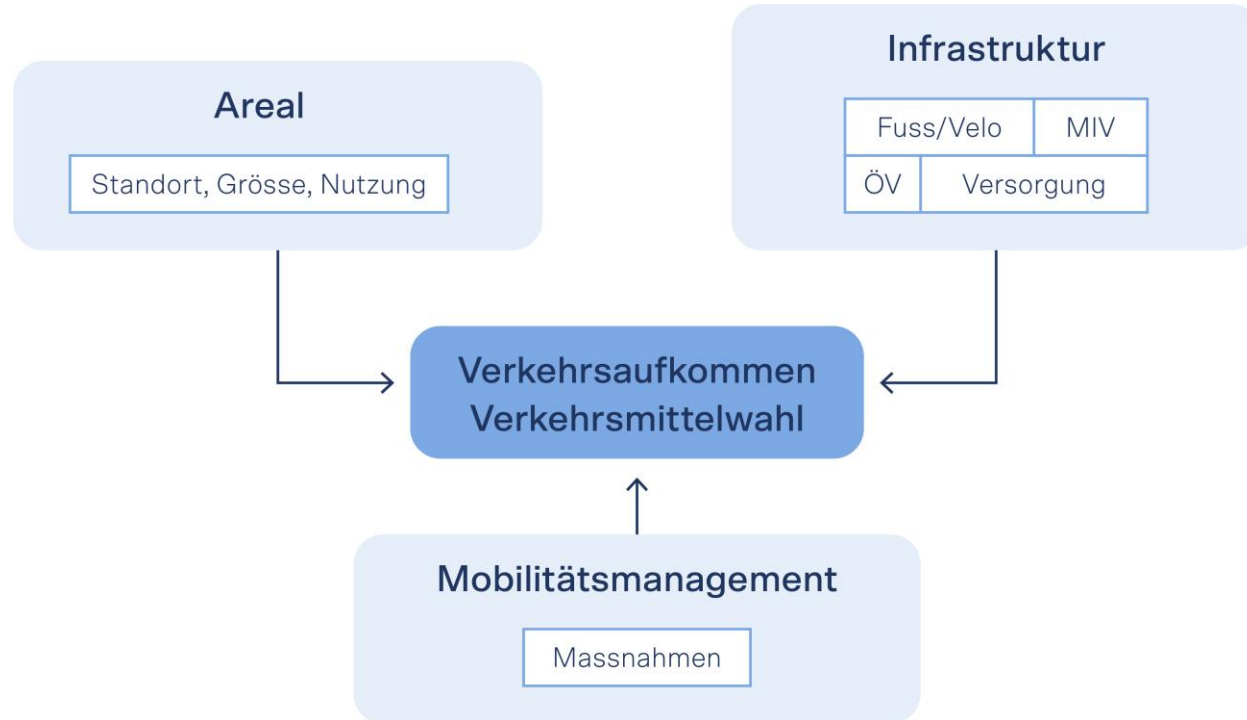 Areal
Standort, Grösse, Nutzung
Infrastruktur
Fuss/Velo
MIV
ÖV
Versorgung
Verkehrsaufkommen
Verkehrsmittelwahl
Mobilitätsmanagement
Massnahmen